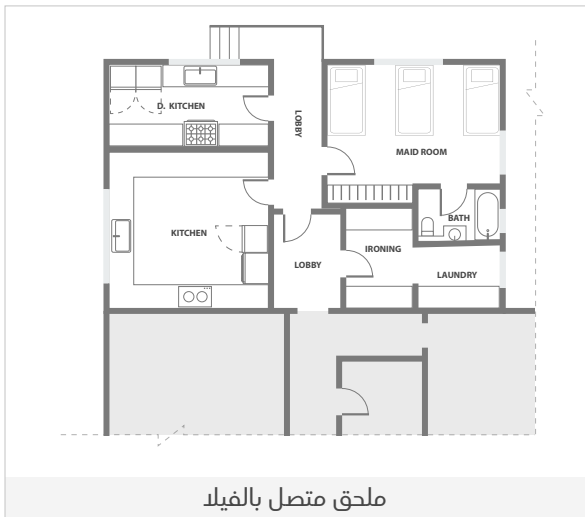 D. KITCHEN
LOBBY
MAID ROOM
BATH
KITCHEN
IRONING
LOBBY
LAUNDRY
ملحق متصل بالفيلا